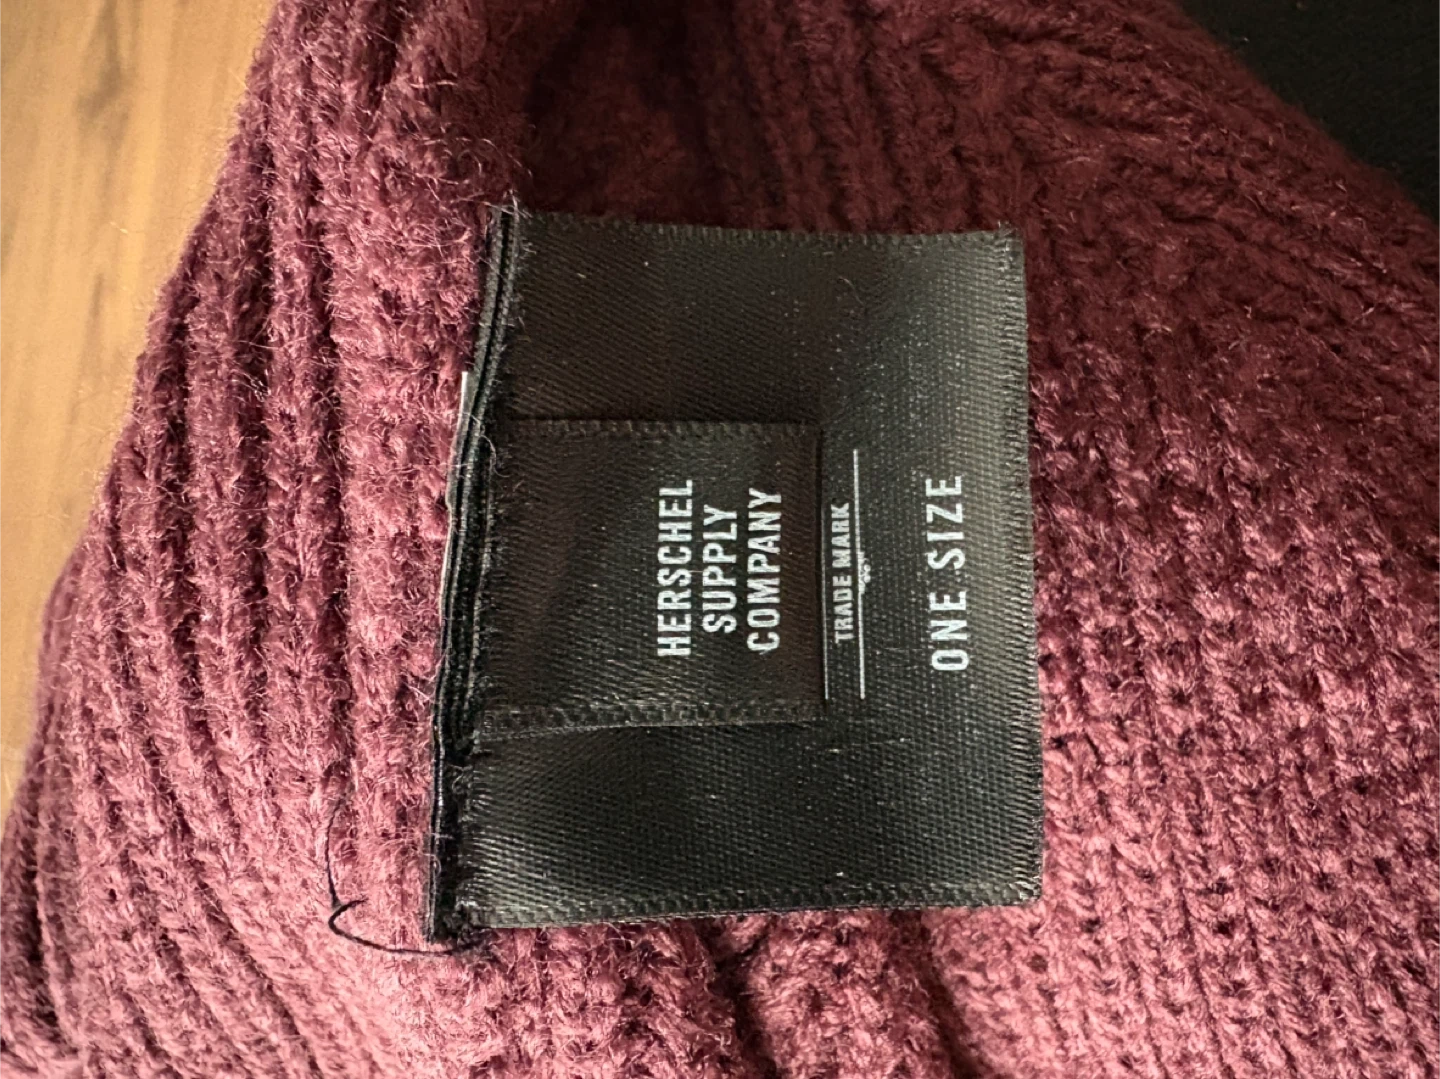 HERSCHEL
SUPPLY
COMPANY
TRADE MARK
ONE SIZE